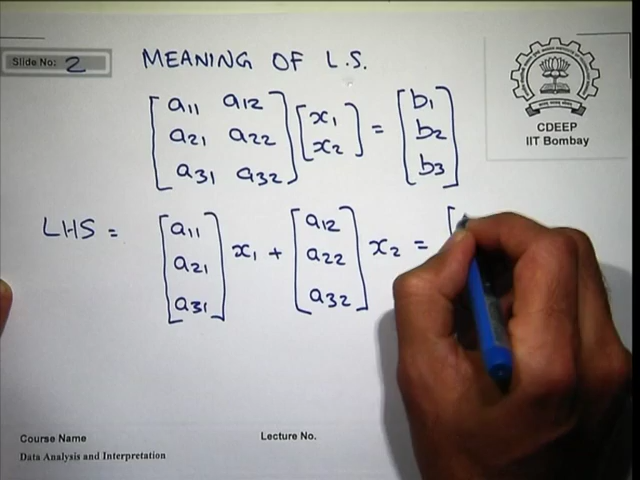 Slide No: 2
MEANING OF L.S.
[a11 a12
a21 a22
a31 a32] [x1
x2] = [b1
b2
b3]
LHS = [a11
a21
a31] x1 + [a12
a22
a32] x2 = [
CDEEP
IIT Bombay
Course Name
Lecture No.
Data Analysis and Interpretation